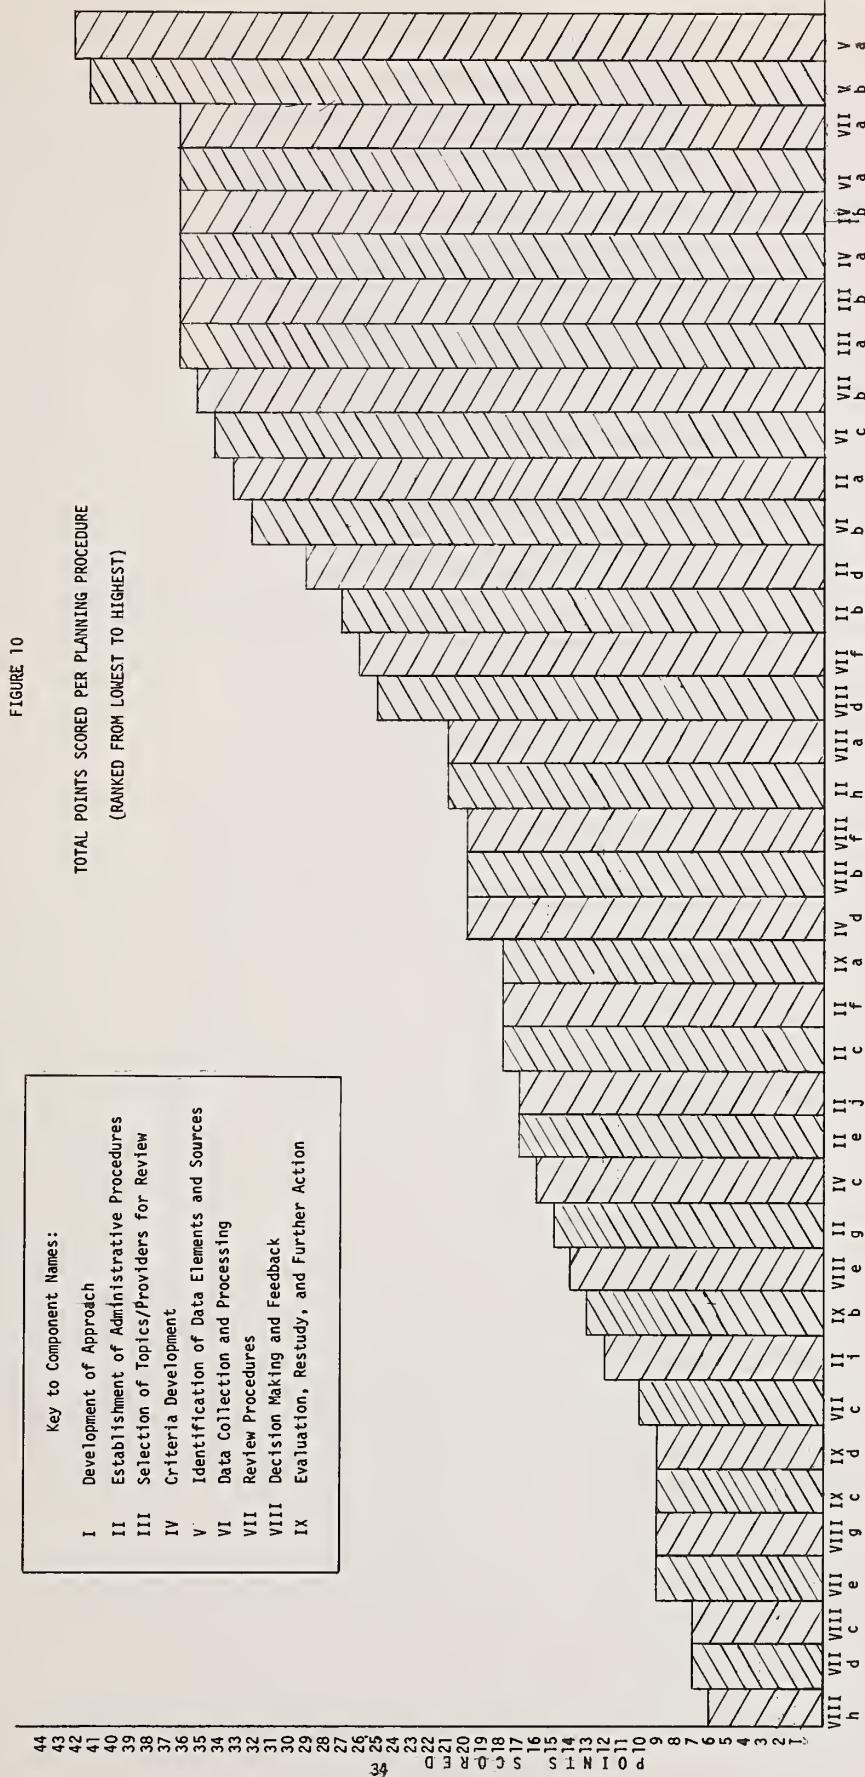 FIGURE 10
TOTAL POINTS SCORED PER PLANNING PROCEDURE
(RANKED FROM LOWEST TO HIGHEST)
Key to Component Names:
I Development of Approach
II Establishment of Administrative Procedures
III Selection of Topics/Providers for Review
IV Criteria Development
V Identification of Data Elements and Sources
VI Data Collection and Processing
VII Review Procedures
VIII Decision Making and Feedback
IX Evaluation, Restudy, and Further Action
POINTS SCORED
44
43
42
41
40
39
38
37
36
35
34
33
32
31
30
29
28
27
26
25
24
23
22
21
20
19
18
17
16
15
14
13
12
11
10
9
8
7
6
5
4
3
2
1
VIII VII VIII VII VIII IX IX VII II IX VIII II IV II II II II IX IV VIII VIII II VIII VIII VII II II VI II VI VII III III IV IV VI VII V V
h d c e g c d c i b e g c e j c f a d b f h a d f b d b a c b a b a b a a b a
34